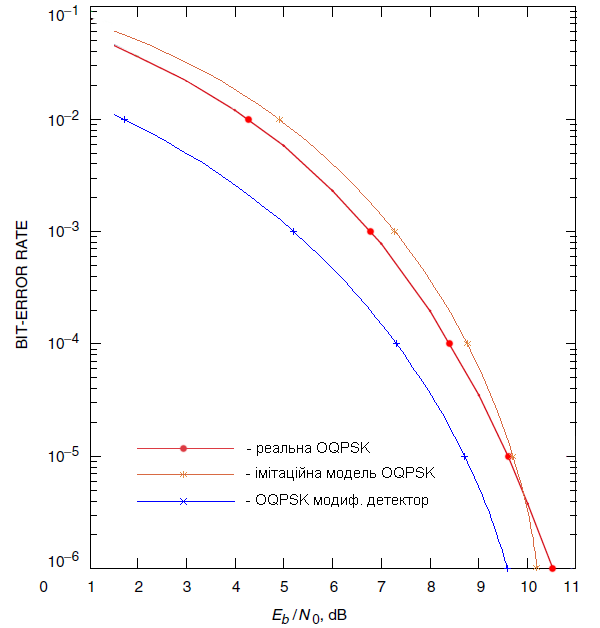 10⁻¹
10⁻²
10⁻³
10⁻⁴
10⁻⁵
10⁻⁶
BIT-ERROR RATE
- реальна OQPSK
- імітаційна модель OQPSK
- OQPSK модиф. детектор
0 1 2 3 4 5 6 7 8 9 10 11
E_b/N_0, dB